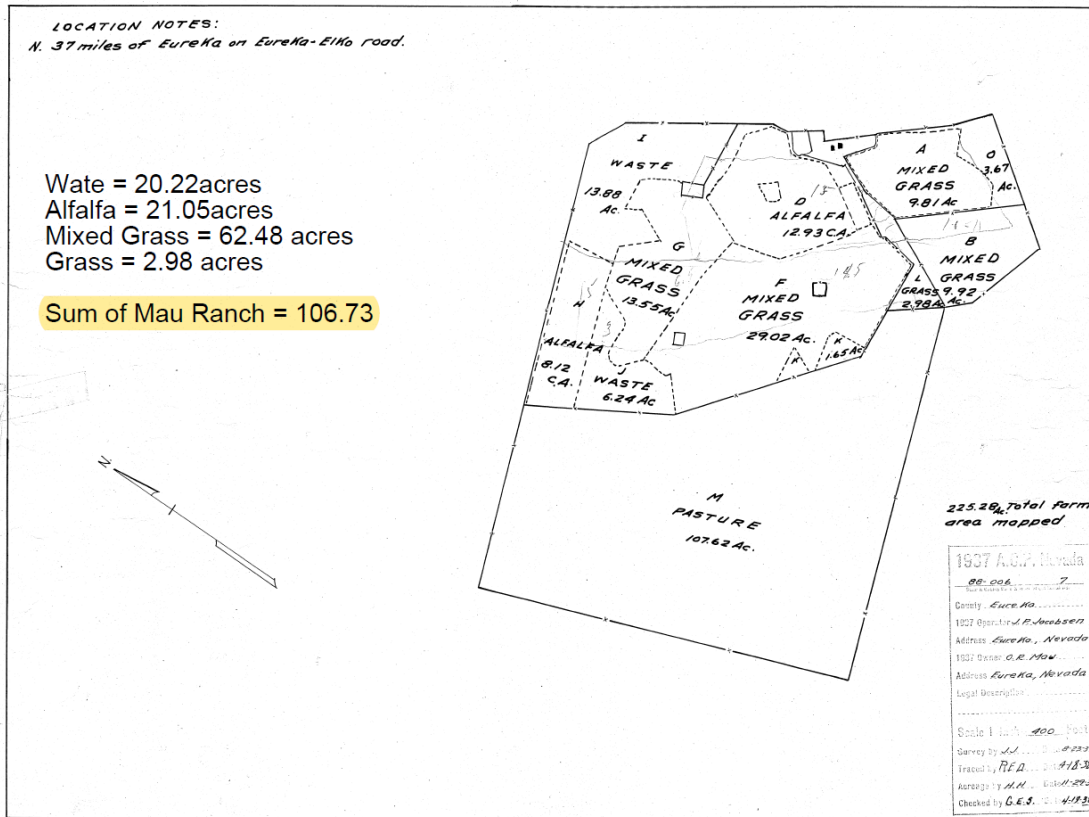 LOCATION NOTES:
N. 37 miles of Eureka on Eureka-Elko road.
Wate = 20.22acres
Alfalfa = 21.05acres
Mixed Grass = 62.48 acres
Grass = 2.98 acres
Sum of Mau Ranch = 106.73
I
WASTE
13.88
Ac.
A
MIXED
GRASS
9.81 Ac
O
3.67
Ac.
D
ALFALFA
12.93 C.A.
B
MIXED
GRASS
9.92
Ac.
G
MIXED
GRASS
13.55 Ac
F
MIXED
GRASS
29.02 Ac.
L
GRASS
2.98 Ac
H
ALFALFA
8.12
C.A.
J
WASTE
6.24 Ac
K
K
1.65 Ac
N.
M
PASTURE
107.62 Ac.
225.28 Ac. Total farm
area mapped
1937 A.C.P. Nevada
88-006 7
County Eureka
1937 Operator J.P. Jacobsen
Address Eureka, Nevada
1937 Owner O.R. Mau
Address Eureka, Nevada
Legal Description
Scale 1 inch 400 Feet
Survey by J.J.
Traced by R.E.D.
Acreage by H.H.
Checked by G.E.S.